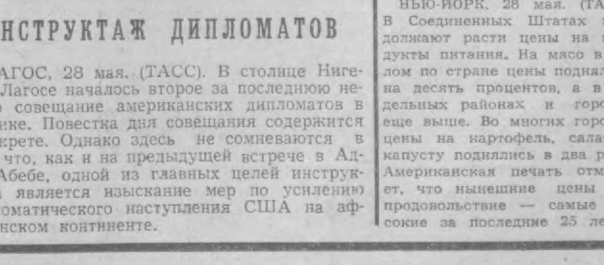 НСТРУКТАЖ ДИПЛОМАТОВ
АГОС, 28 мая. (ТАСС). В столице Ниге-
Лагосе началось второе за последнюю не-
о совещание американских дипломатов в
ике. Повестка дня совещания содержится
крете. Однако здесь не сомневаются в
что, как и на предыдущей встрече в Ад-
Абебе, одной из главных целей инструк-
а является изыскание мер по усилению
оматического наступления США на аф-
нском континенте.
НЬЮ-ЙОРК, 28 мая. (ТА
В Соединенных Штатах
должают расти цены на
дукты питания. На мясо в
лом по стране цены поднял
на десять процентов, а в
дельных районах и горо
еще выше. Во многих горо
цены на картофель, сала
капусту поднялись в два р
Американская печать отм
ет, что нынешние цены
продовольствие — самые
сокие за последние 25 ле